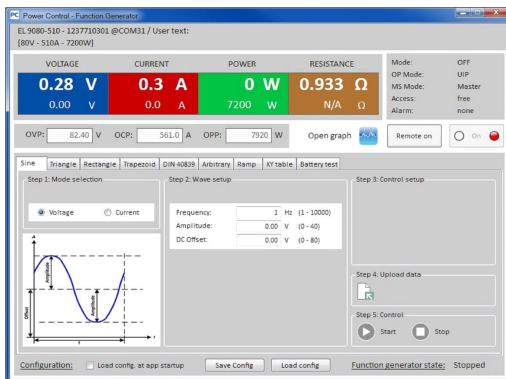 PC Power Control - Function Generator
EL 9080-510 - 1237710301 @COM31 / User text:
[80V - 510A - 7200W]
VOLTAGE CURRENT POWER RESISTANCE
0.28 V 0.3 A 0 W 0.933 Ω
0.00 V 0.0 A 7200 W N/A Ω
Mode: OFF
OP Mode: UIP
MS Mode: Master
Access: free
Alarm: none
OVP: 82.40 V OCP: 561.0 A OPP: 7920 W Open graph Remote on On
Sine Triangle Rectangle Trapezoid DIN 40839 Arbitrary Ramp XY table Battery test
Step 1: Mode selection
Voltage Current
Amplitude
Amplitude
Offset
A
f
t
Step 2: Wave setup
Frequency: 1 Hz (1 - 10000)
Amplitude: 0.00 V (0 - 40)
DC Offset: 0.00 V (0 - 80)
Step 3: Control setup
Step 4: Upload data
Step 5: Control
Start Stop
Configuration: Load config. at app startup Save Config Load config Function generator state: Stopped